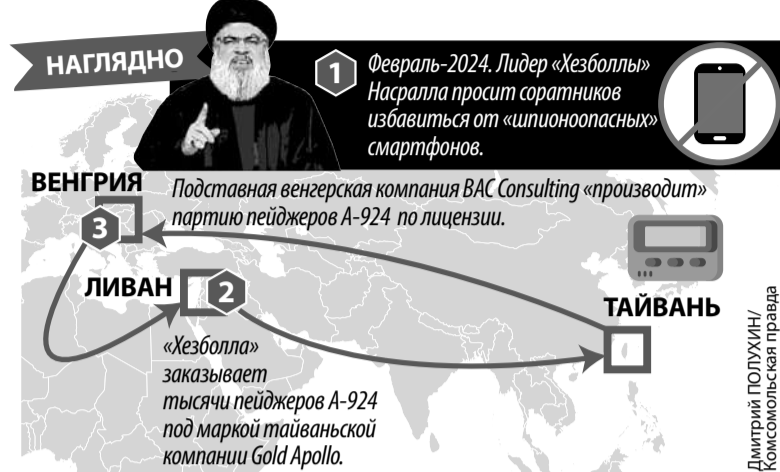 НАГЛЯДНО
1
Февраль-2024. Лидер «Хезболлы»
Насралла просит соратников
избавиться от «шпионоопасных»
смартфонов.
ВЕНГРИЯ
Подставная венгерская компания BAC Consulting «производит»
партию пейджеров А-924 по лицензии.
3
ЛИВАН
2
ТАЙВАНЬ
«Хезболла»
заказывает
тысячи пейджеров А-924
под маркой тайваньской
компании Gold Apollo.
Дмитрий ПОЛУХИН/
Комсомольская правда